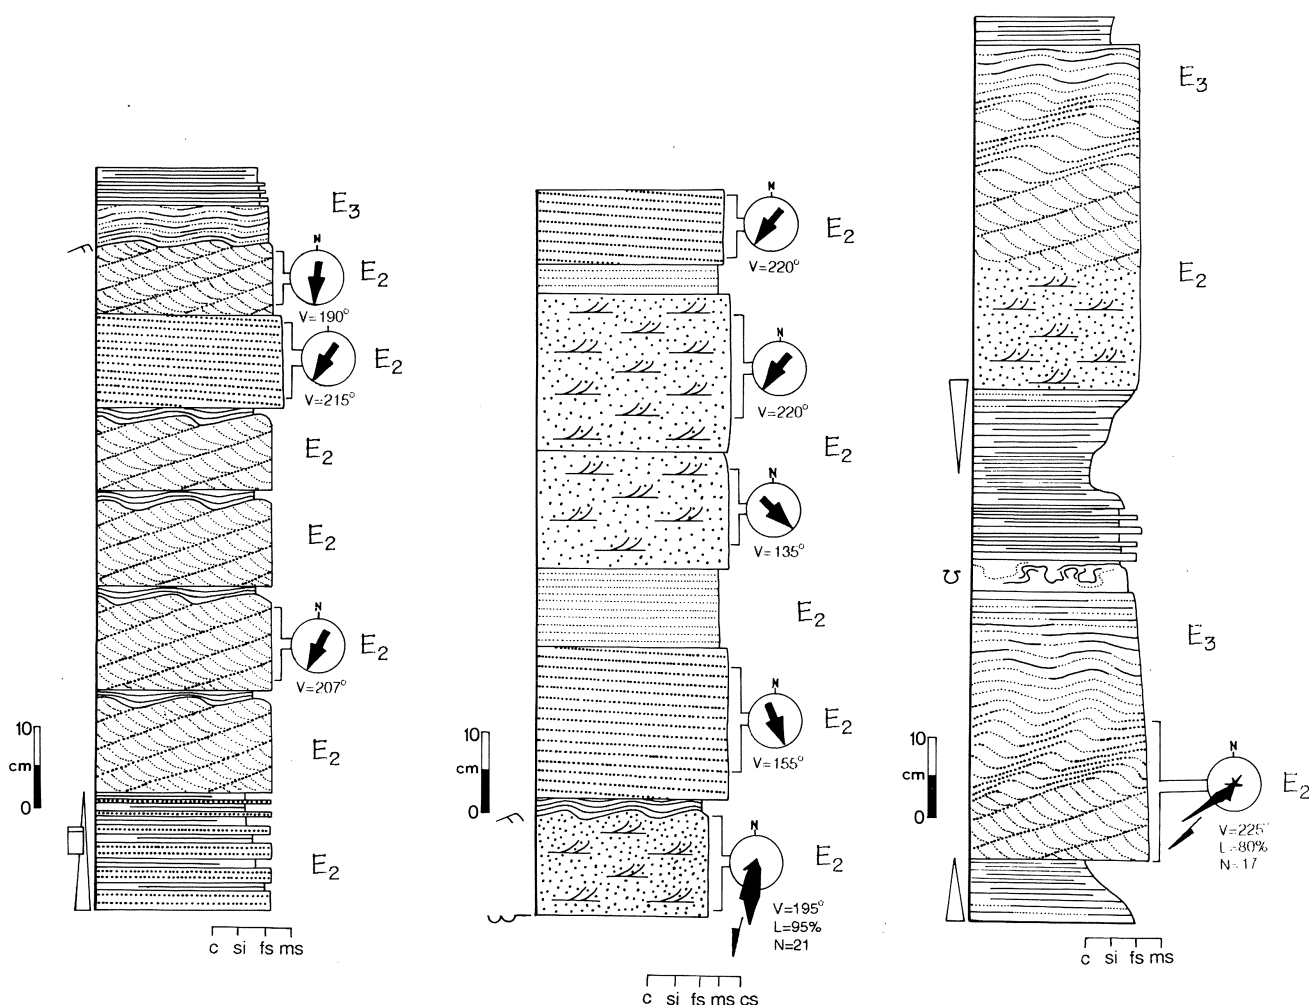 E3
N
E2
V=190°
E2
V=215°
E2
E2
N
E2
V=207°
E2
E2
10
cm
0
c si fs ms
N
E2
V=220°
N
V=220°
E2
N
V=135°
E2
N
E2
V=155°
10
cm
0
N
E2
V=195°
L=95%
N=21
c si fs ms cs
E3
E2
E3
N
E2
V=225°
L=80%
N=17
10
cm
0
c si fs ms